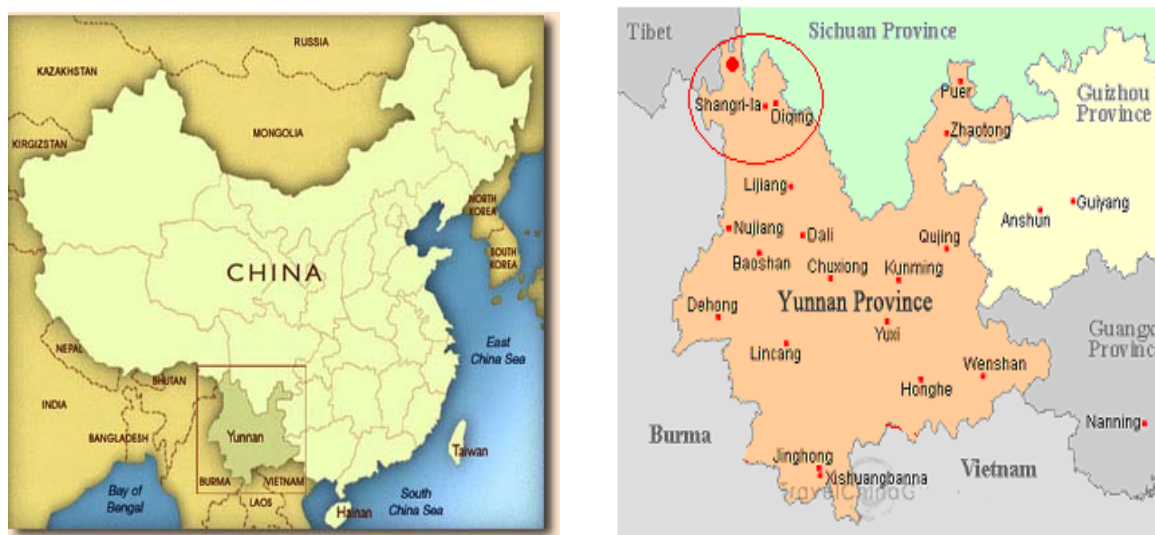 RUSSIA
KAZAKHSTAN
MONGOLIA
KIRGIZSTAN
NORTH
KOREA
SOUTH
KOREA
CHINA
East
China Sea
NEPAL
BHUTAN
INDIA
BANGLADESH
Yunnan
Taiwan
BURMA
VIETNAM
LAOS
Bay of
Bengal
South
China Sea
Hainan
Tibet
Sichuan Province
Shangri-la
Diqing
Puer
Guizhou
Province
Zhaotong
Lijiang
Guiyang
Anshun
Nujiang
Dali
Qujing
Baoshan
Chuxiong
Kunming
Dehong
Yunnan Province
Yuxi
Guangx
Province
Lincang
Wenshan
Honghe
Nanning
Burma
Vietnam
Jinghong
Xishuangbanna
TravelChinaG